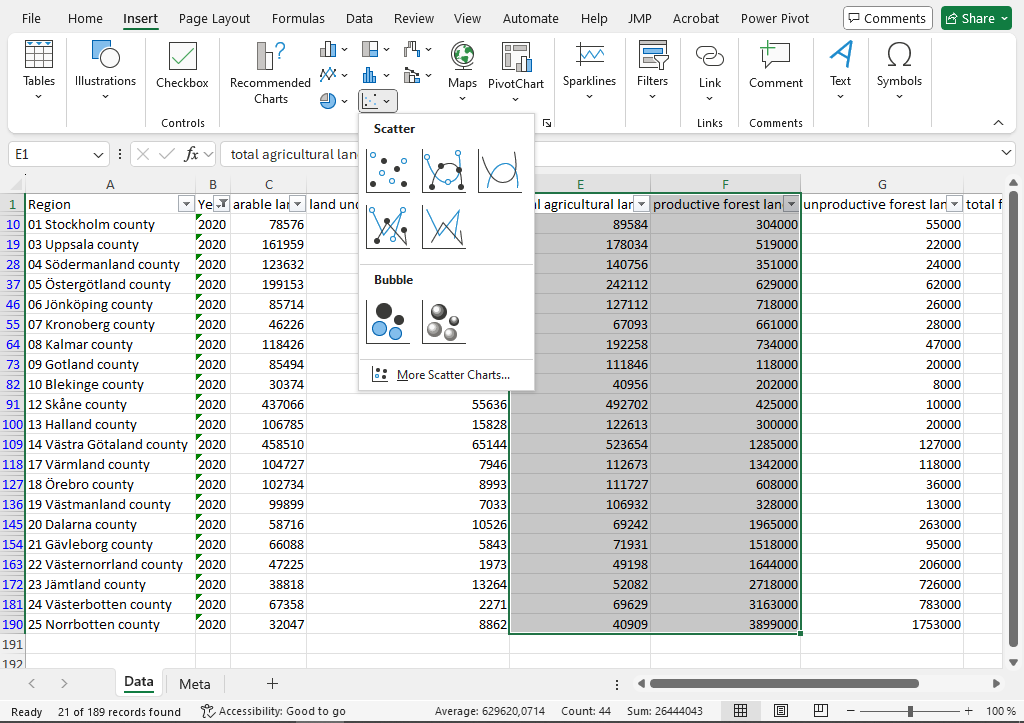 File Home Insert Page Layout Formulas Data Review View Automate Help JMP Acrobat Power Pivot Comments Share
Tables Illustrations Checkbox Recommended Charts Maps PivotChart Sparklines Filters Link Comment Text Symbols
Controls Links Comments
E1 fx total agricultural lan
Scatter
Bubble
More Scatter Charts...
A B C E F G
1 Region Ye arable lan land und l agricultural lar productive forest lan unproductive forest lan total f
10 01 Stockholm county 2020 78576 89584 304000 55000
19 03 Uppsala county 2020 161959 178034 519000 22000
28 04 Södermanland county 2020 123632 140756 351000 24000
37 05 Östergötland county 2020 199153 242112 629000 62000
46 06 Jönköping county 2020 85714 127112 718000 26000
55 07 Kronoberg county 2020 46226 67093 661000 28000
64 08 Kalmar county 2020 118426 192258 734000 47000
73 09 Gotland county 2020 85494 111846 118000 20000
82 10 Blekinge county 2020 30374 40956 202000 8000
91 12 Skåne county 2020 437066 55636 492702 425000 10000
100 13 Halland county 2020 106785 15828 122613 300000 20000
109 14 Västra Götaland county 2020 458510 65144 523654 1285000 127000
118 17 Värmland county 2020 104727 7946 112673 1342000 118000
127 18 Örebro county 2020 102734 8993 111727 608000 36000
136 19 Västmanland county 2020 99899 7033 106932 328000 13000
145 20 Dalarna county 2020 58716 10526 69242 1965000 263000
154 21 Gävleborg county 2020 66088 5843 71931 1518000 95000
163 22 Västernorrland county 2020 47225 1973 49198 1644000 206000
172 23 Jämtland county 2020 38818 13264 52082 2718000 726000
181 24 Västerbotten county 2020 67358 2271 69629 3163000 783000
190 25 Norrbotten county 2020 32047 8862 40909 3899000 1753000
191
192
Data Meta
Ready 21 of 189 records found Accessibility: Good to go Average: 629620,0714 Count: 44 Sum: 26444043 100 %